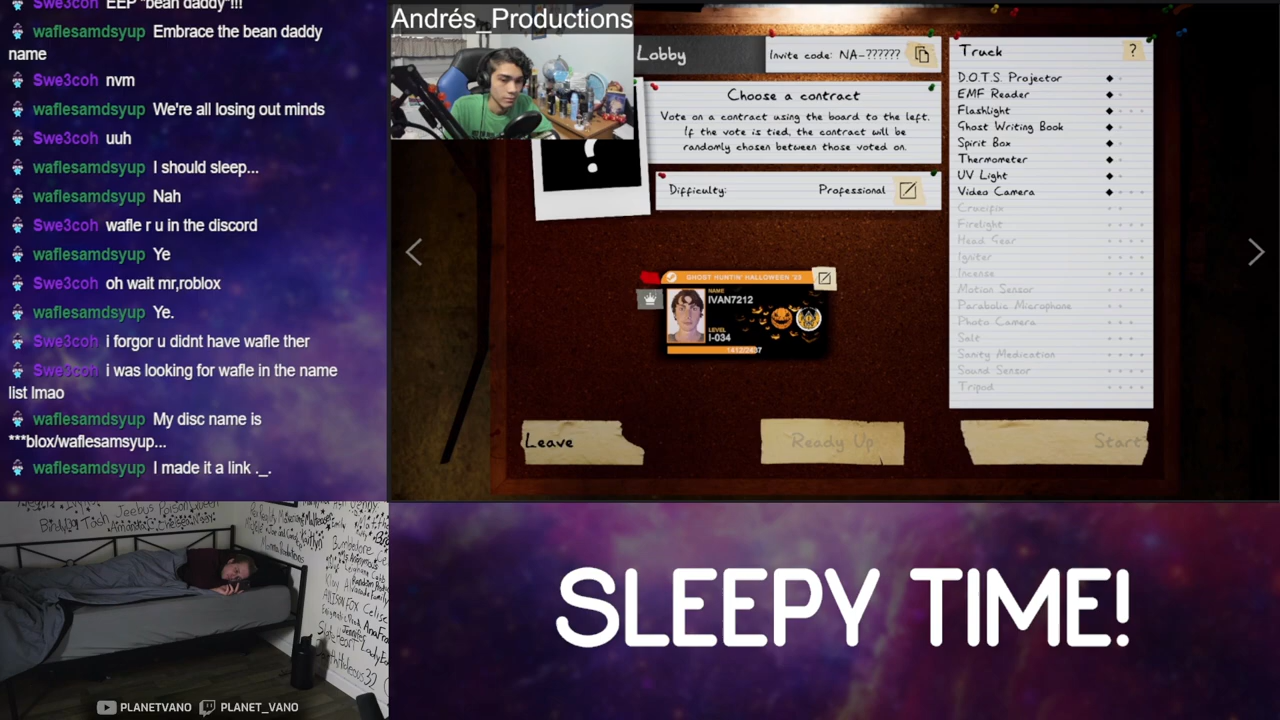 Swe3coh EEP "bean daddy"!!!
waflesamdsyup Embrace the bean daddy
name
Swe3coh nvm
waflesamdsyup We're all losing out minds
Swe3coh uuh
waflesamdsyup I should sleep...
waflesamdsyup Nah
Swe3coh wafle r u in the discord
waflesamdsyup Ye
Swe3coh oh wait mr,roblox
waflesamdsyup Ye.
Swe3coh i forgor u didnt have wafle ther
Swe3coh i was looking for wafle in the name
list lmao
waflesamdsyup My disc name is
***blox/waflesamsyup...
waflesamdsyup I made it a link ._.
Andrés_Productions
Lobby
Invite code: NA-??????
Choose a contract
Vote on a contract using the board to the left.
If the vote is tied, the contract will be
randomly chosen between those voted on.
?
Difficulty: Professional
GHOST HUNTIN' HALLOWEEN '23
NAME
IVAN7212
LEVEL
I-034
Leave
Ready Up
Start
Truck
?
D.O.T.S. Projector
EMF Reader
Flashlight
Ghost Writing Book
Spirit Box
Thermometer
UV Light
Video Camera
Crucifix
Firelight
Head Gear
Igniter
Incense
Motion Sensor
Parabolic Microphone
Photo Camera
Salt
Sanity Medication
Sound Sensor
Tripod
Jeebus
Birdy Tosh
PLANETVANO PLANET_VANO
SLEEPY TIME!